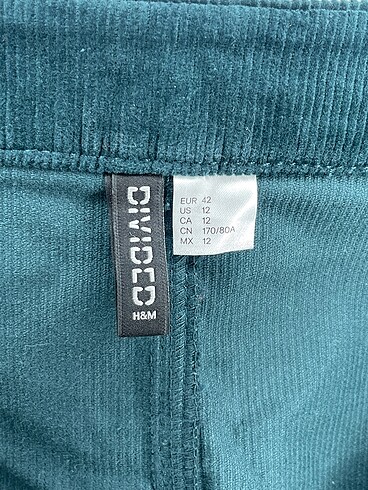 DIVIDED
H&M
EUR 42
US 12
CA 12
CN 170/80A
MX 12